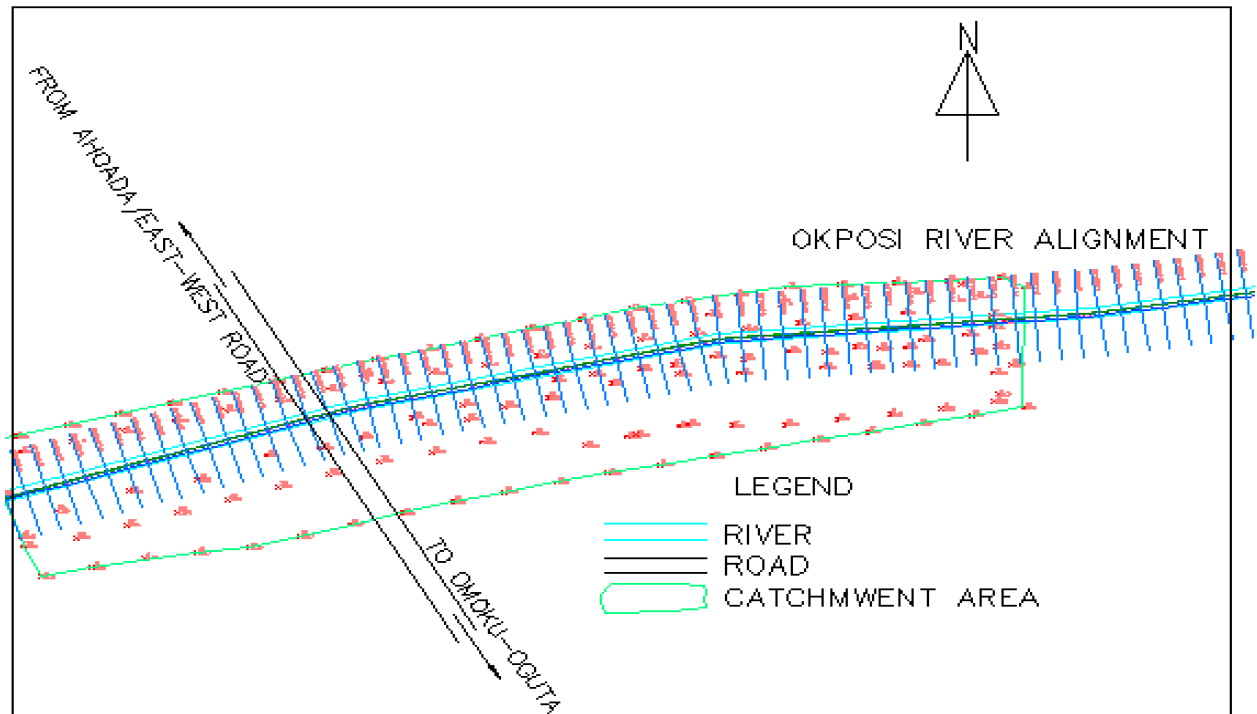 N
FROM AHOADA/EAST-WEST ROAD
OKPOSI RIVER ALIGNMENT
LEGEND
RIVER
ROAD
CATCHMWENT AREA
TO OMOKU-OGUTA